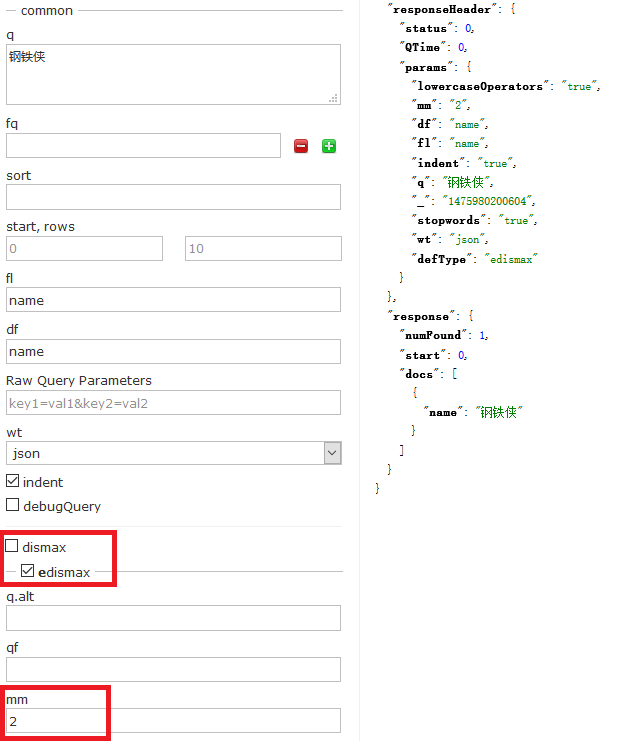 common
q
钢铁侠
fq
sort
start, rows
0
10
fl
name
df
name
Raw Query Parameters
key1=val1&key2=val2
wt
json
indent
debugQuery
dismax
edismax
q.alt
qf
mm
2
"responseHeader": {
"status": 0,
"QTime": 0,
"params": {
"lowercaseOperators": "true",
"mm": "2",
"df": "name",
"fl": "name",
"indent": "true",
"q": "钢铁侠",
"_": "1475980200604",
"stopwords": "true",
"wt": "json",
"defType": "edismax"
}
},
"response": {
"numFound": 1,
"start": 0,
"docs": [
{
"name": "钢铁侠"
}
]
}
}